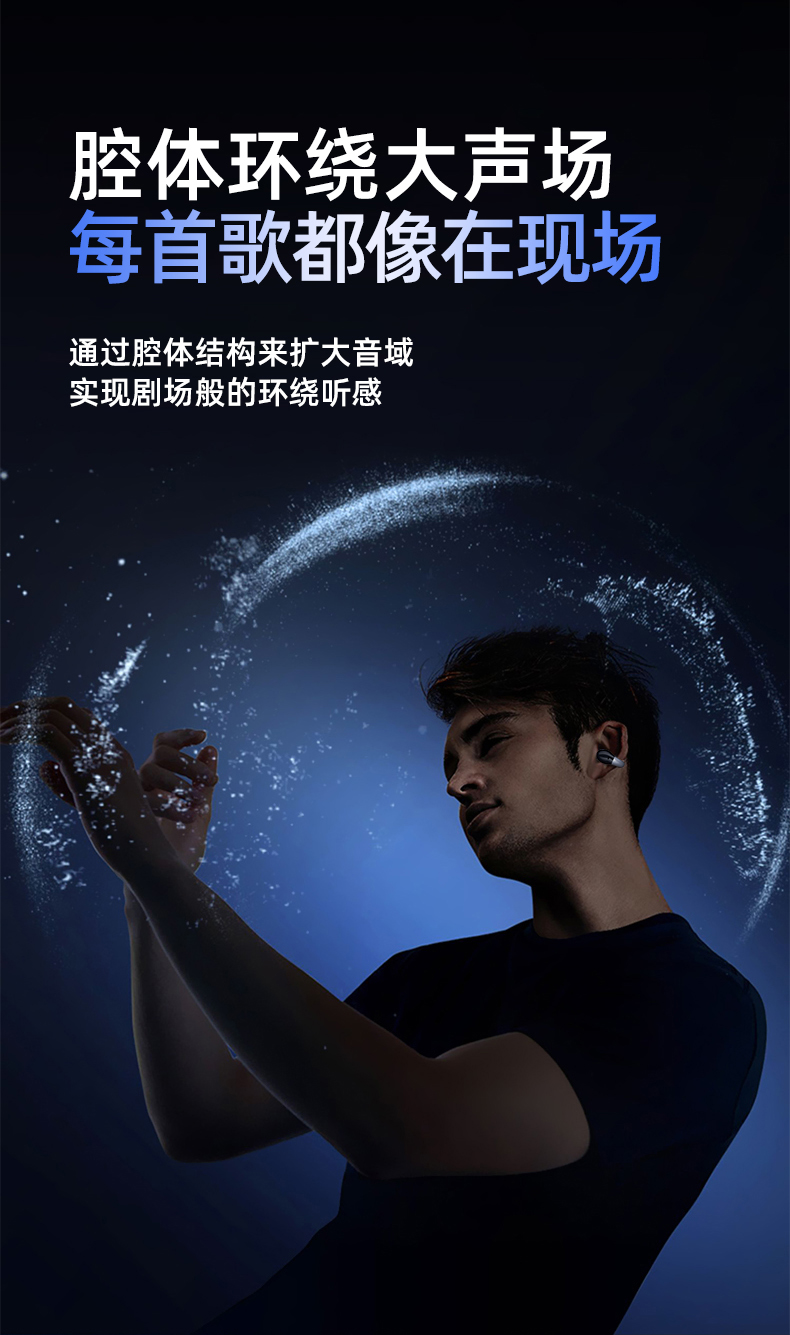 腔体环绕大声场
每首歌都像在现场
通过腔体结构来扩大音域
实现剧场般的环绕听感